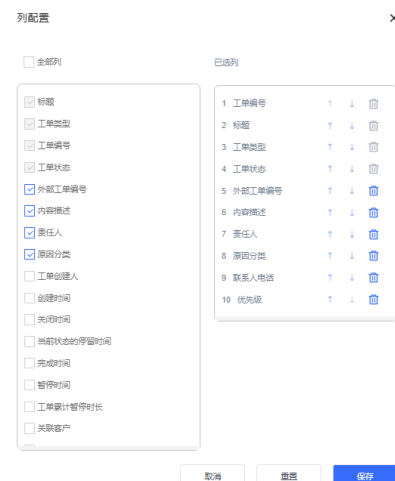 列配置
全部列
标题
工单类型
工单编号
工单状态
外部工单编号
内容描述
责任人
原因分类
工单创建人
创建时间
关闭时间
当前状态的停留时间
完成时间
暂停时间
工单累计暂停时长
关联客户
已选列
1 工单编号
2 标题
3 工单类型
4 工单状态
5 外部工单编号
6 内容描述
7 责任人
8 原因分类
9 联系人电话
10 优先级
取消 重置 保存